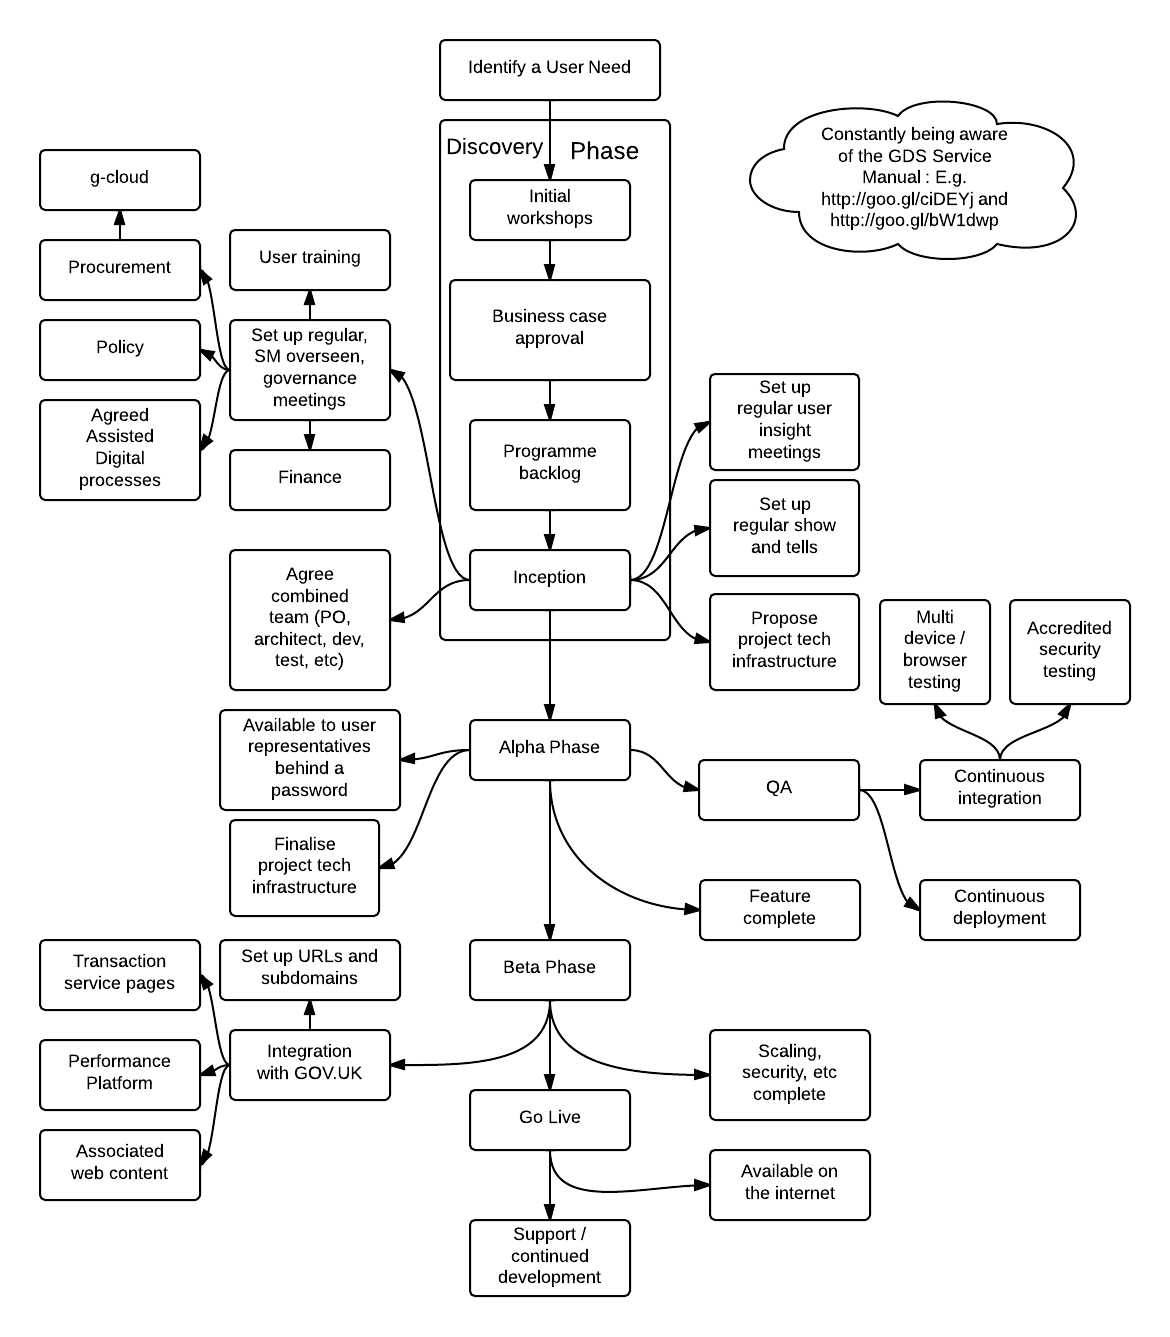 Identify a User Need
Discovery Phase
Initial
workshops
Business case
approval
Programme
backlog
Inception
Constantly being aware
of the GDS Service
Manual : E.g.
http://goo.gl/ciDEYj and
http://goo.gl/bW1dwp
g-cloud
Procurement
Policy
Agreed
Assisted
Digital
processes
User training
Set up regular,
SM overseen,
governance
meetings
Finance
Agree
combined
team (PO,
architect, dev,
test, etc)
Set up
regular user
insight
meetings
Set up
regular show
and tells
Propose
project tech
infrastructure
Multi
device /
browser
testing
Accredited
security
testing
Available to user
representatives
behind a
password
Alpha Phase
QA
Continuous
integration
Finalise
project tech
infrastructure
Feature
complete
Continuous
deployment
Transaction
service pages
Set up URLs and
subdomains
Beta Phase
Performance
Platform
Integration
with GOV.UK
Scaling,
security, etc
complete
Associated
web content
Go Live
Available on
the internet
Support /
continued
development